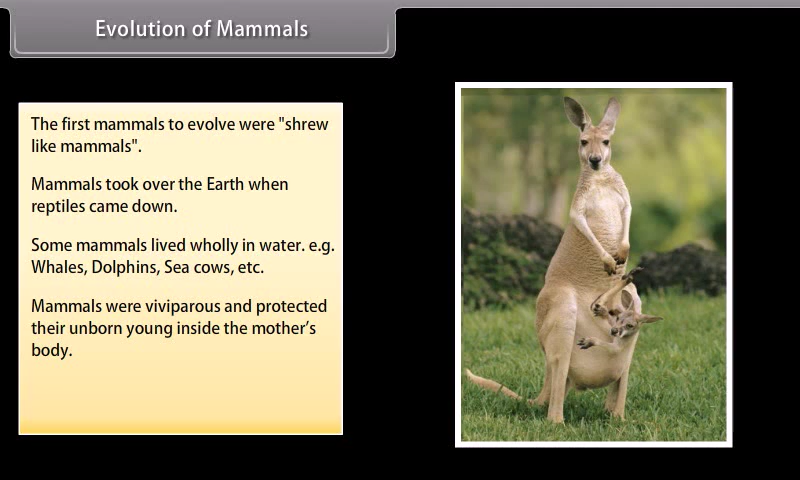 Evolution of Mammals
The first mammals to evolve were "shrew
like mammals".
Mammals took over the Earth when
reptiles came down.
Some mammals lived wholly in water. e.g.
Whales, Dolphins, Sea cows, etc.
Mammals were viviparous and protected
their unborn young inside the mother’s
body.